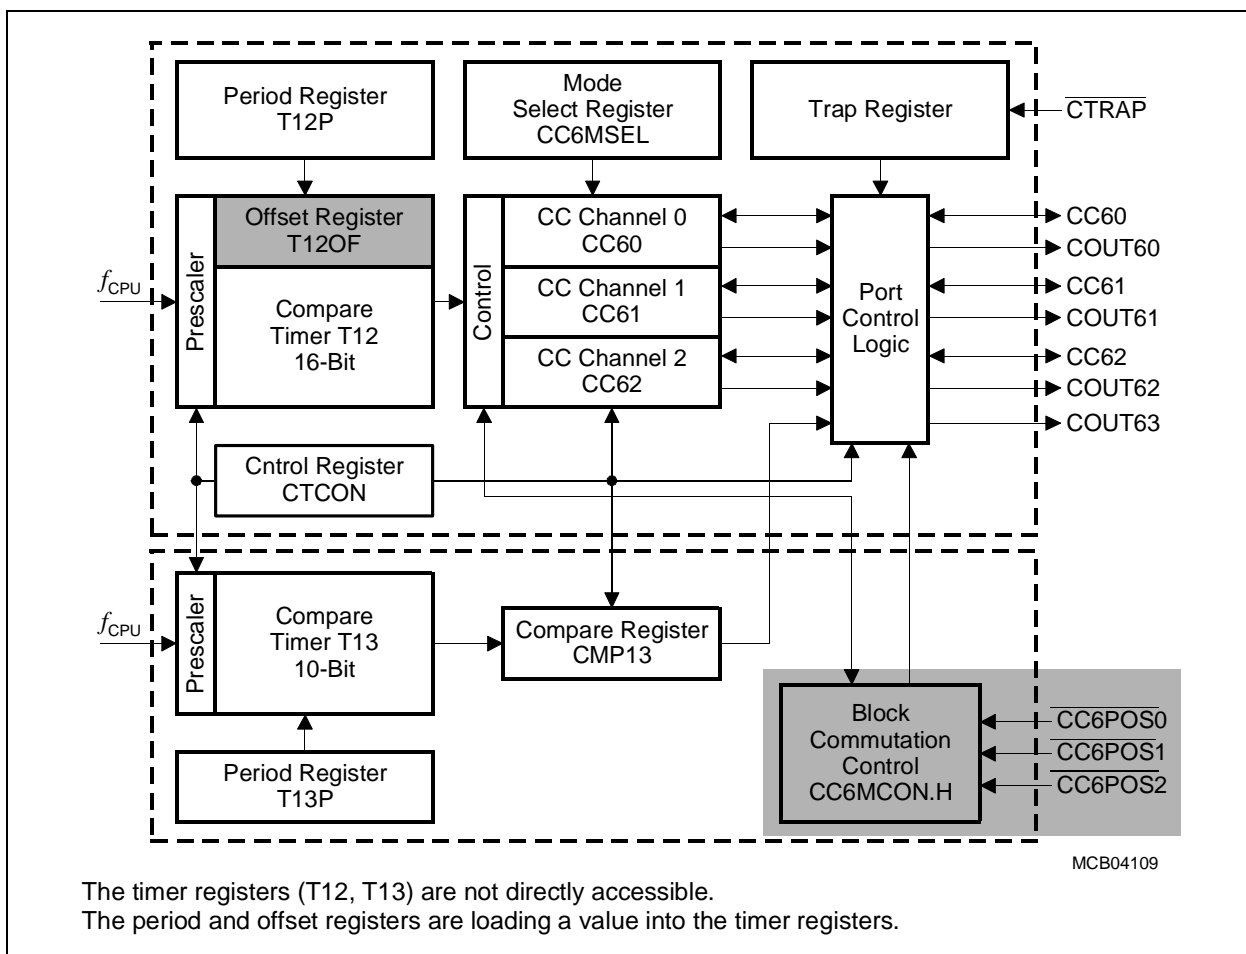 Period Register
T12P
Mode
Select Register
CC6MSEL
Trap Register
CTRAP
Prescaler
Offset Register
T12OF
Compare
Timer T12
16-Bit
fCPU
Control
CC Channel 0
CC60
CC Channel 1
CC61
CC Channel 2
CC62
Port
Control
Logic
CC60
COUT60
CC61
COUT61
CC62
COUT62
COUT63
Cntrol Register
CTCON
fCPU
Prescaler
Compare
Timer T13
10-Bit
Compare Register
CMP13
Period Register
T13P
Block
Commutation
Control
CC6MCON.H
CC6POS0
CC6POS1
CC6POS2
MCB04109
The timer registers (T12, T13) are not directly accessible.
The period and offset registers are loading a value into the timer registers.